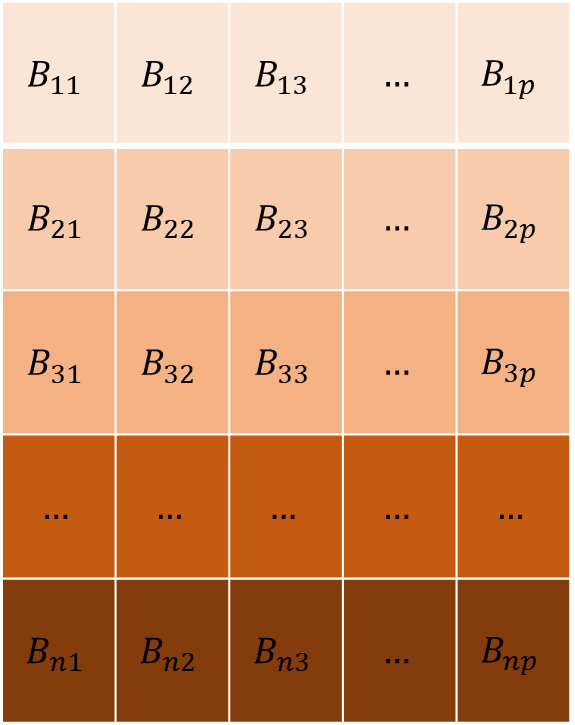 B₁₁ B₁₂ B₁₃ ... B₁ₚ
B₂₁ B₂₂ B₂₃ ... B₂ₚ
B₃₁ B₃₂ B₃₃ ... B₃ₚ
... ... ... ... ...
Bₙ₁ Bₙ₂ Bₙ₃ ... Bₙₚ